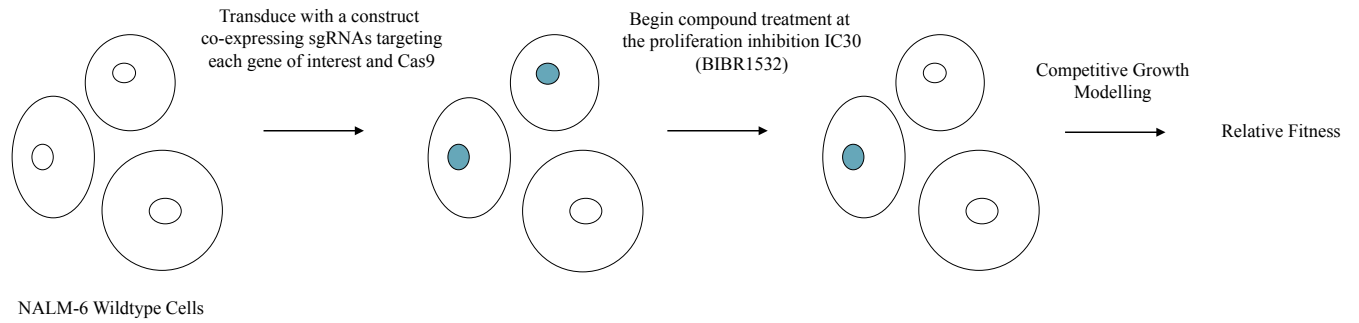 Transduce with a construct
co-expressing sgRNAs targeting
each gene of interest and Cas9
Begin compound treatment at
the proliferation inhibition IC30
(BIBR1532)
Competitive Growth
Modelling
Relative Fitness
NALM-6 Wildtype Cells